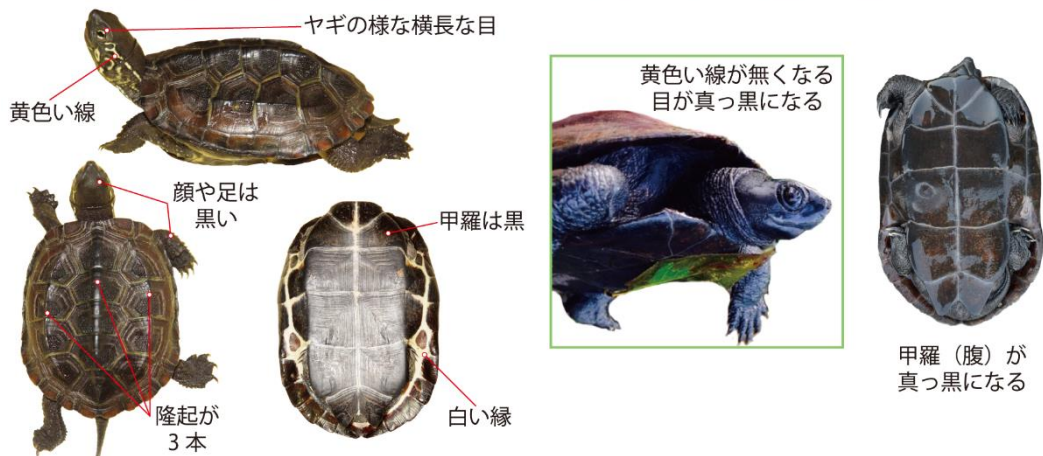 ヤギの様な横長な目
黄色い線
顔や足は
黒い
甲羅は黒
隆起が
3本
白い縁
黄色い線が無くなる
目が真っ黒になる
甲羅（腹）が
真っ黒になる